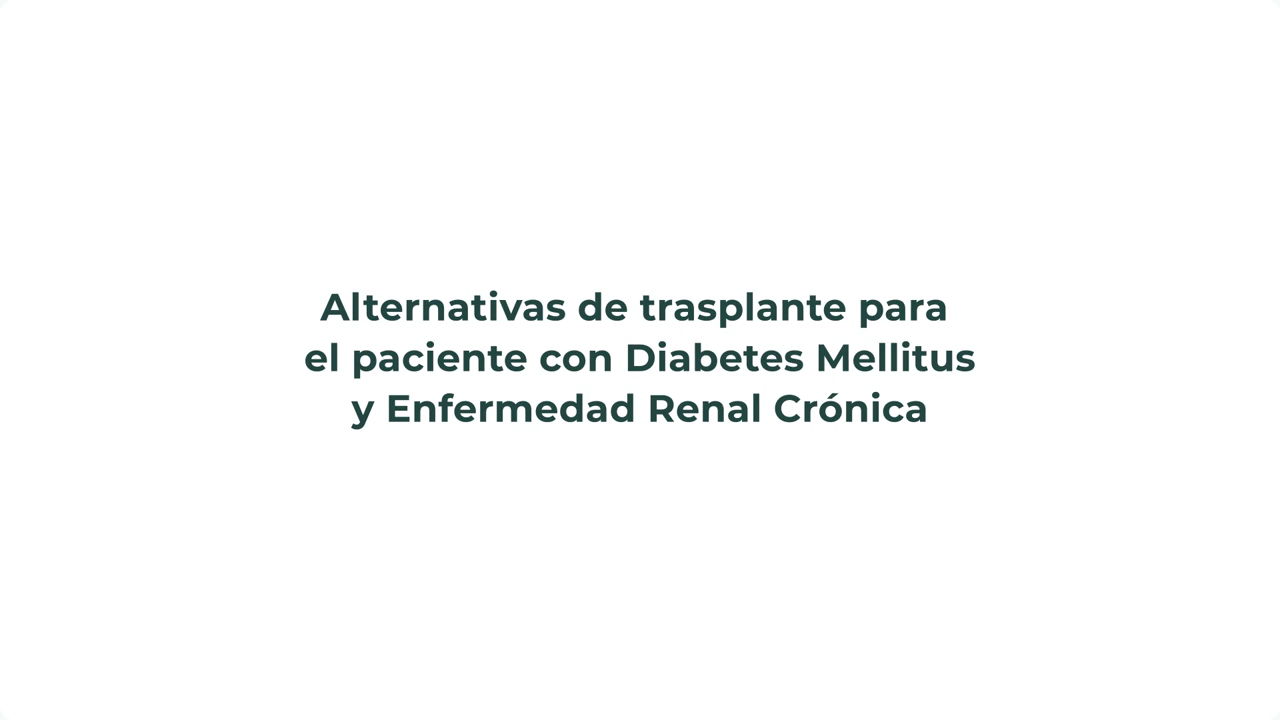 Alternativas de trasplante para
el paciente con Diabetes Mellitus
y Enfermedad Renal Crónica